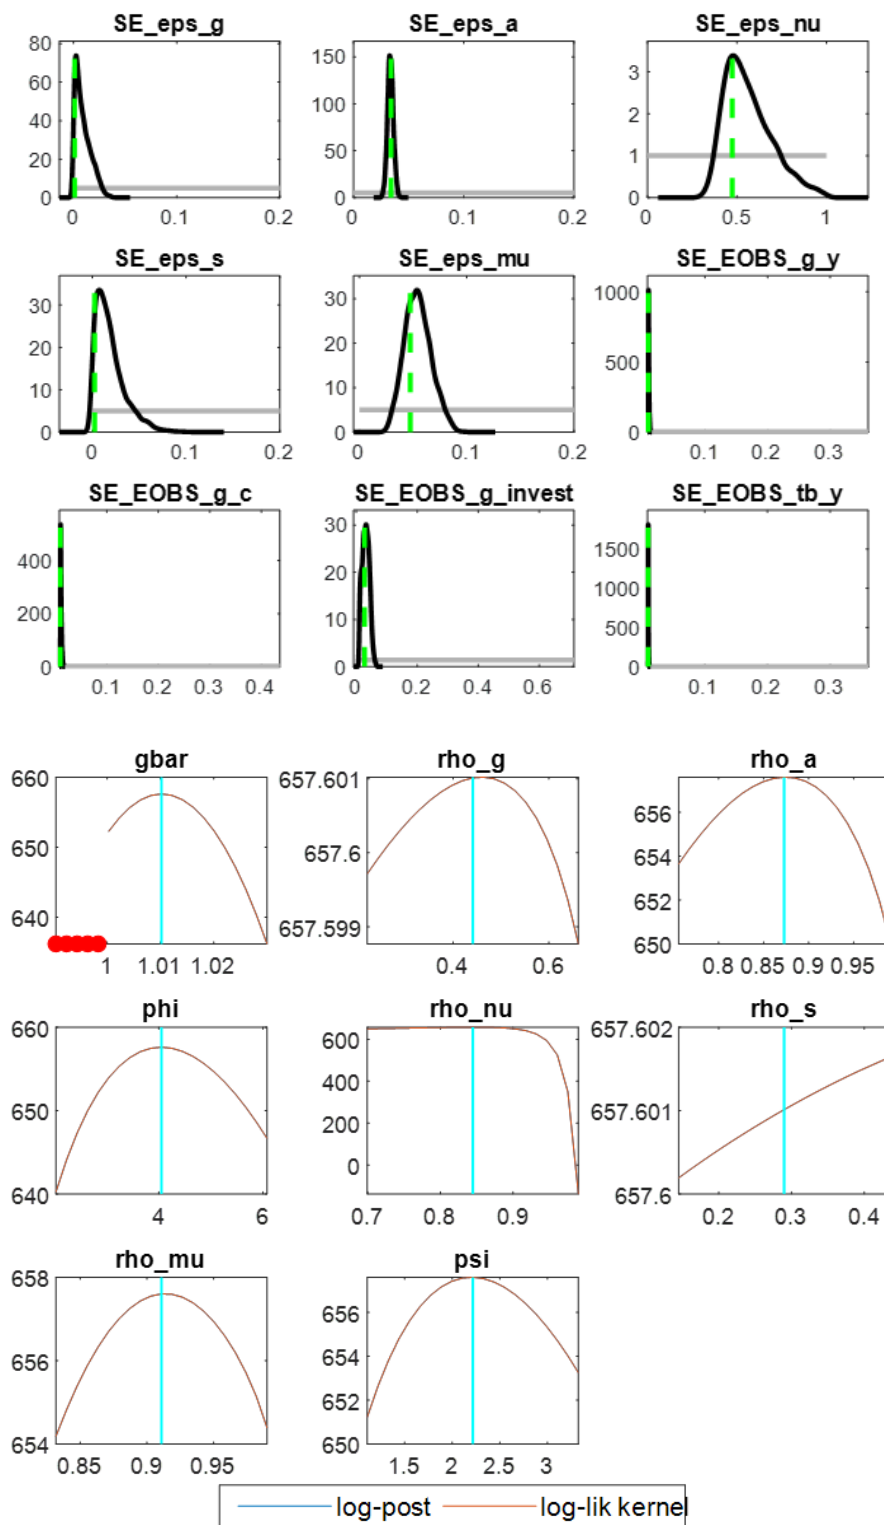 SE_eps_g
SE_eps_a
SE_eps_nu
80
60
40
20
0
0 0.1 0.2
150
100
50
0
0 0.1 0.2
3
2
1
0
0 0.5 1
SE_eps_s
SE_eps_mu
SE_EOBS_g_y
30
20
10
0
0 0.1 0.2
30
20
10
0
0 0.1 0.2
1000
500
0
0.1 0.2 0.3
SE_EOBS_g_c
SE_EOBS_g_invest
SE_EOBS_tb_y
400
200
0
0.1 0.2 0.3 0.4
30
20
10
0
0 0.2 0.4 0.6
1500
1000
500
0
0.1 0.2 0.3
gbar
rho_g
rho_a
660
650
640
1 1.01 1.02
657.601
657.6
657.599
0.4 0.6
656
654
652
650
0.8 0.85 0.9 0.95
phi
rho_nu
rho_s
660
650
640
4 6
600
400
200
0
0.7 0.8 0.9
657.602
657.601
657.6
0.2 0.3 0.4
rho_mu
psi
658
656
654
0.85 0.9 0.95
656
654
652
650
1.5 2 2.5 3
log-post
log-lik kernel